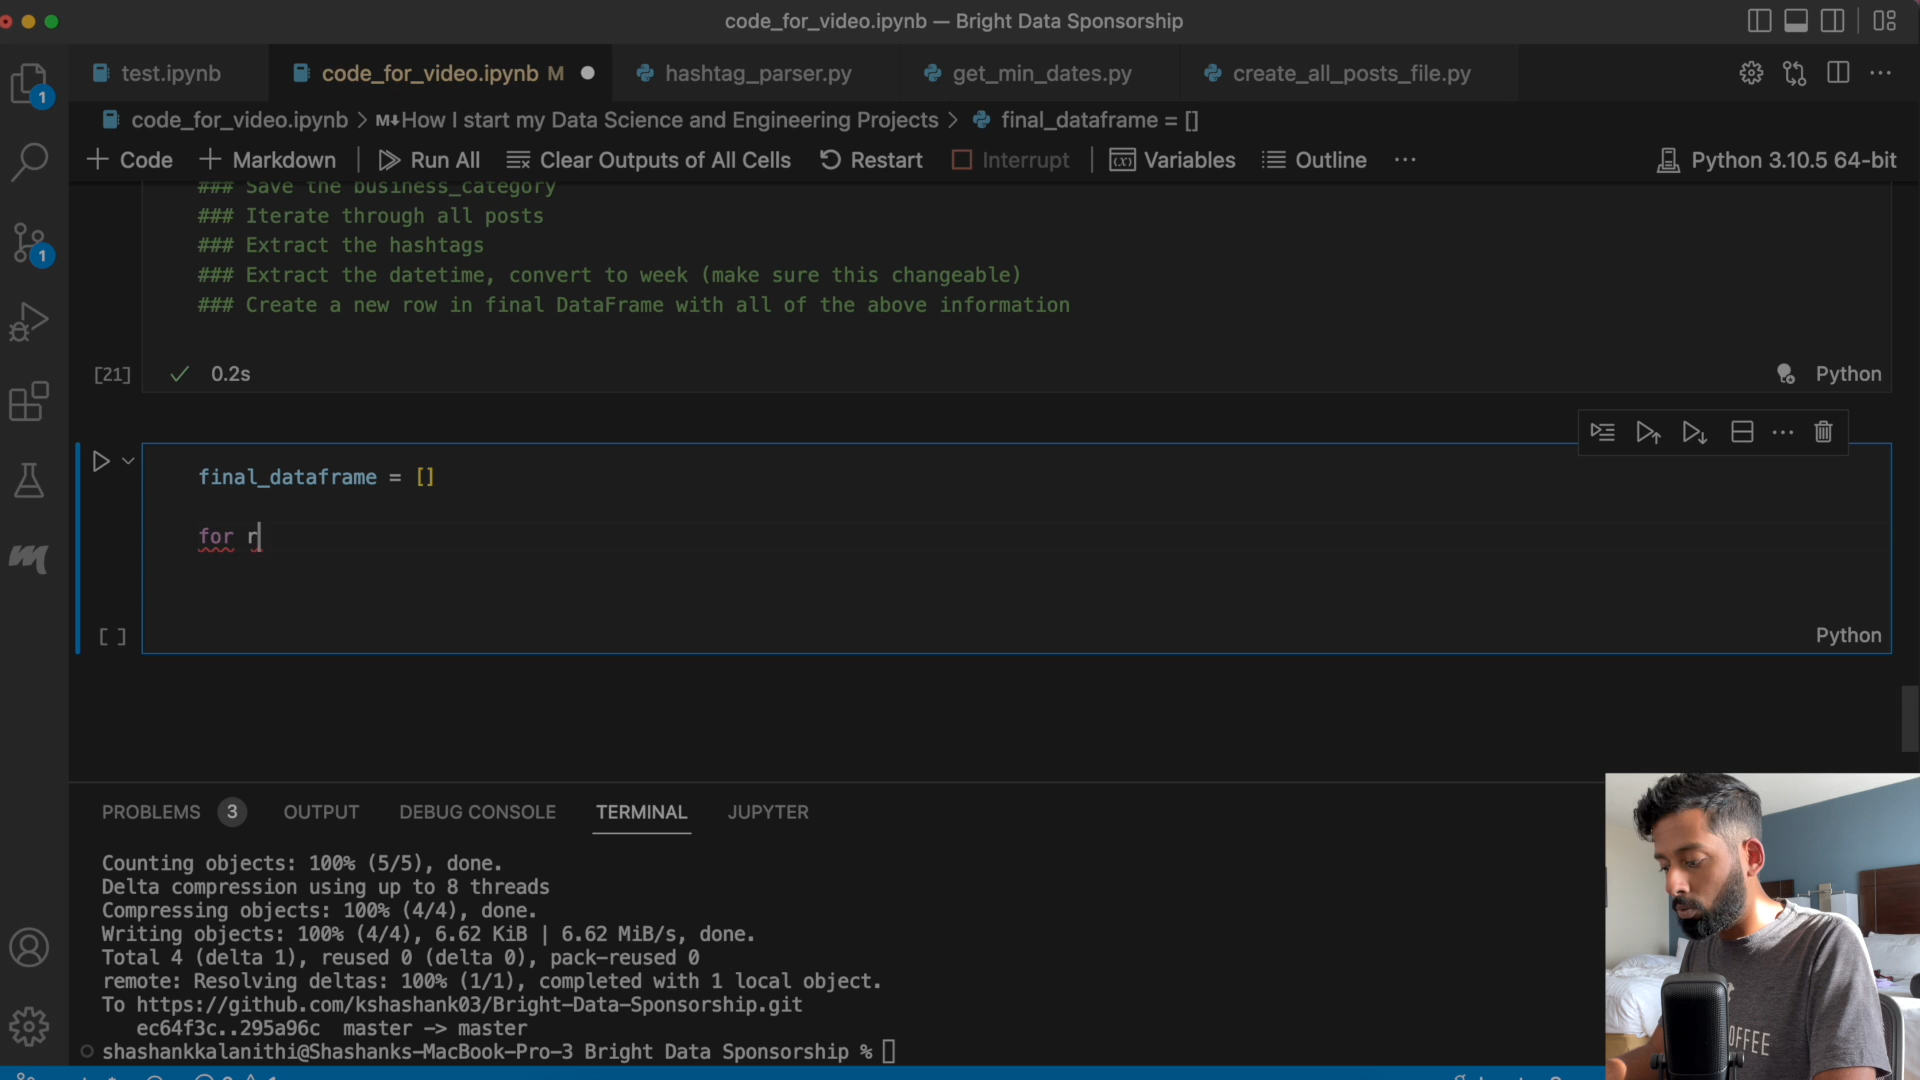 code_for_video.ipynb — Bright Data Sponsorship
test.ipynb
code_for_video.ipynb M
hashtag_parser.py
get_min_dates.py
create_all_posts_file.py
code_for_video.ipynb > M↓How I start my Data Science and Engineering Projects > final_dataframe = []
+ Code + Markdown | Run All Clear Outputs of All Cells Restart Interrupt | Variables Outline ···
Python 3.10.5 64-bit
1
1
### Save the business_category
### Iterate through all posts
### Extract the hashtags
### Extract the datetime, convert to week (make sure this changeable)
### Create a new row in final DataFrame with all of the above information
[21] ✓ 0.2s
Python
final_dataframe = []
for r
[ ]
Python
PROBLEMS 3 OUTPUT DEBUG CONSOLE TERMINAL JUPYTER
Counting objects: 100% (5/5), done.
Delta compression using up to 8 threads
Compressing objects: 100% (4/4), done.
Writing objects: 100% (4/4), 6.62 KiB | 6.62 MiB/s, done.
Total 4 (delta 1), reused 0 (delta 0), pack-reused 0
remote: Resolving deltas: 100% (1/1), completed with 1 local object.
To https://github.com/kshashank03/Bright-Data-Sponsorship.git
ec64f3c..295a96c master -> master
shashankkalanithi@Shashanks-MacBook-Pro-3 Bright Data Sponsorship %